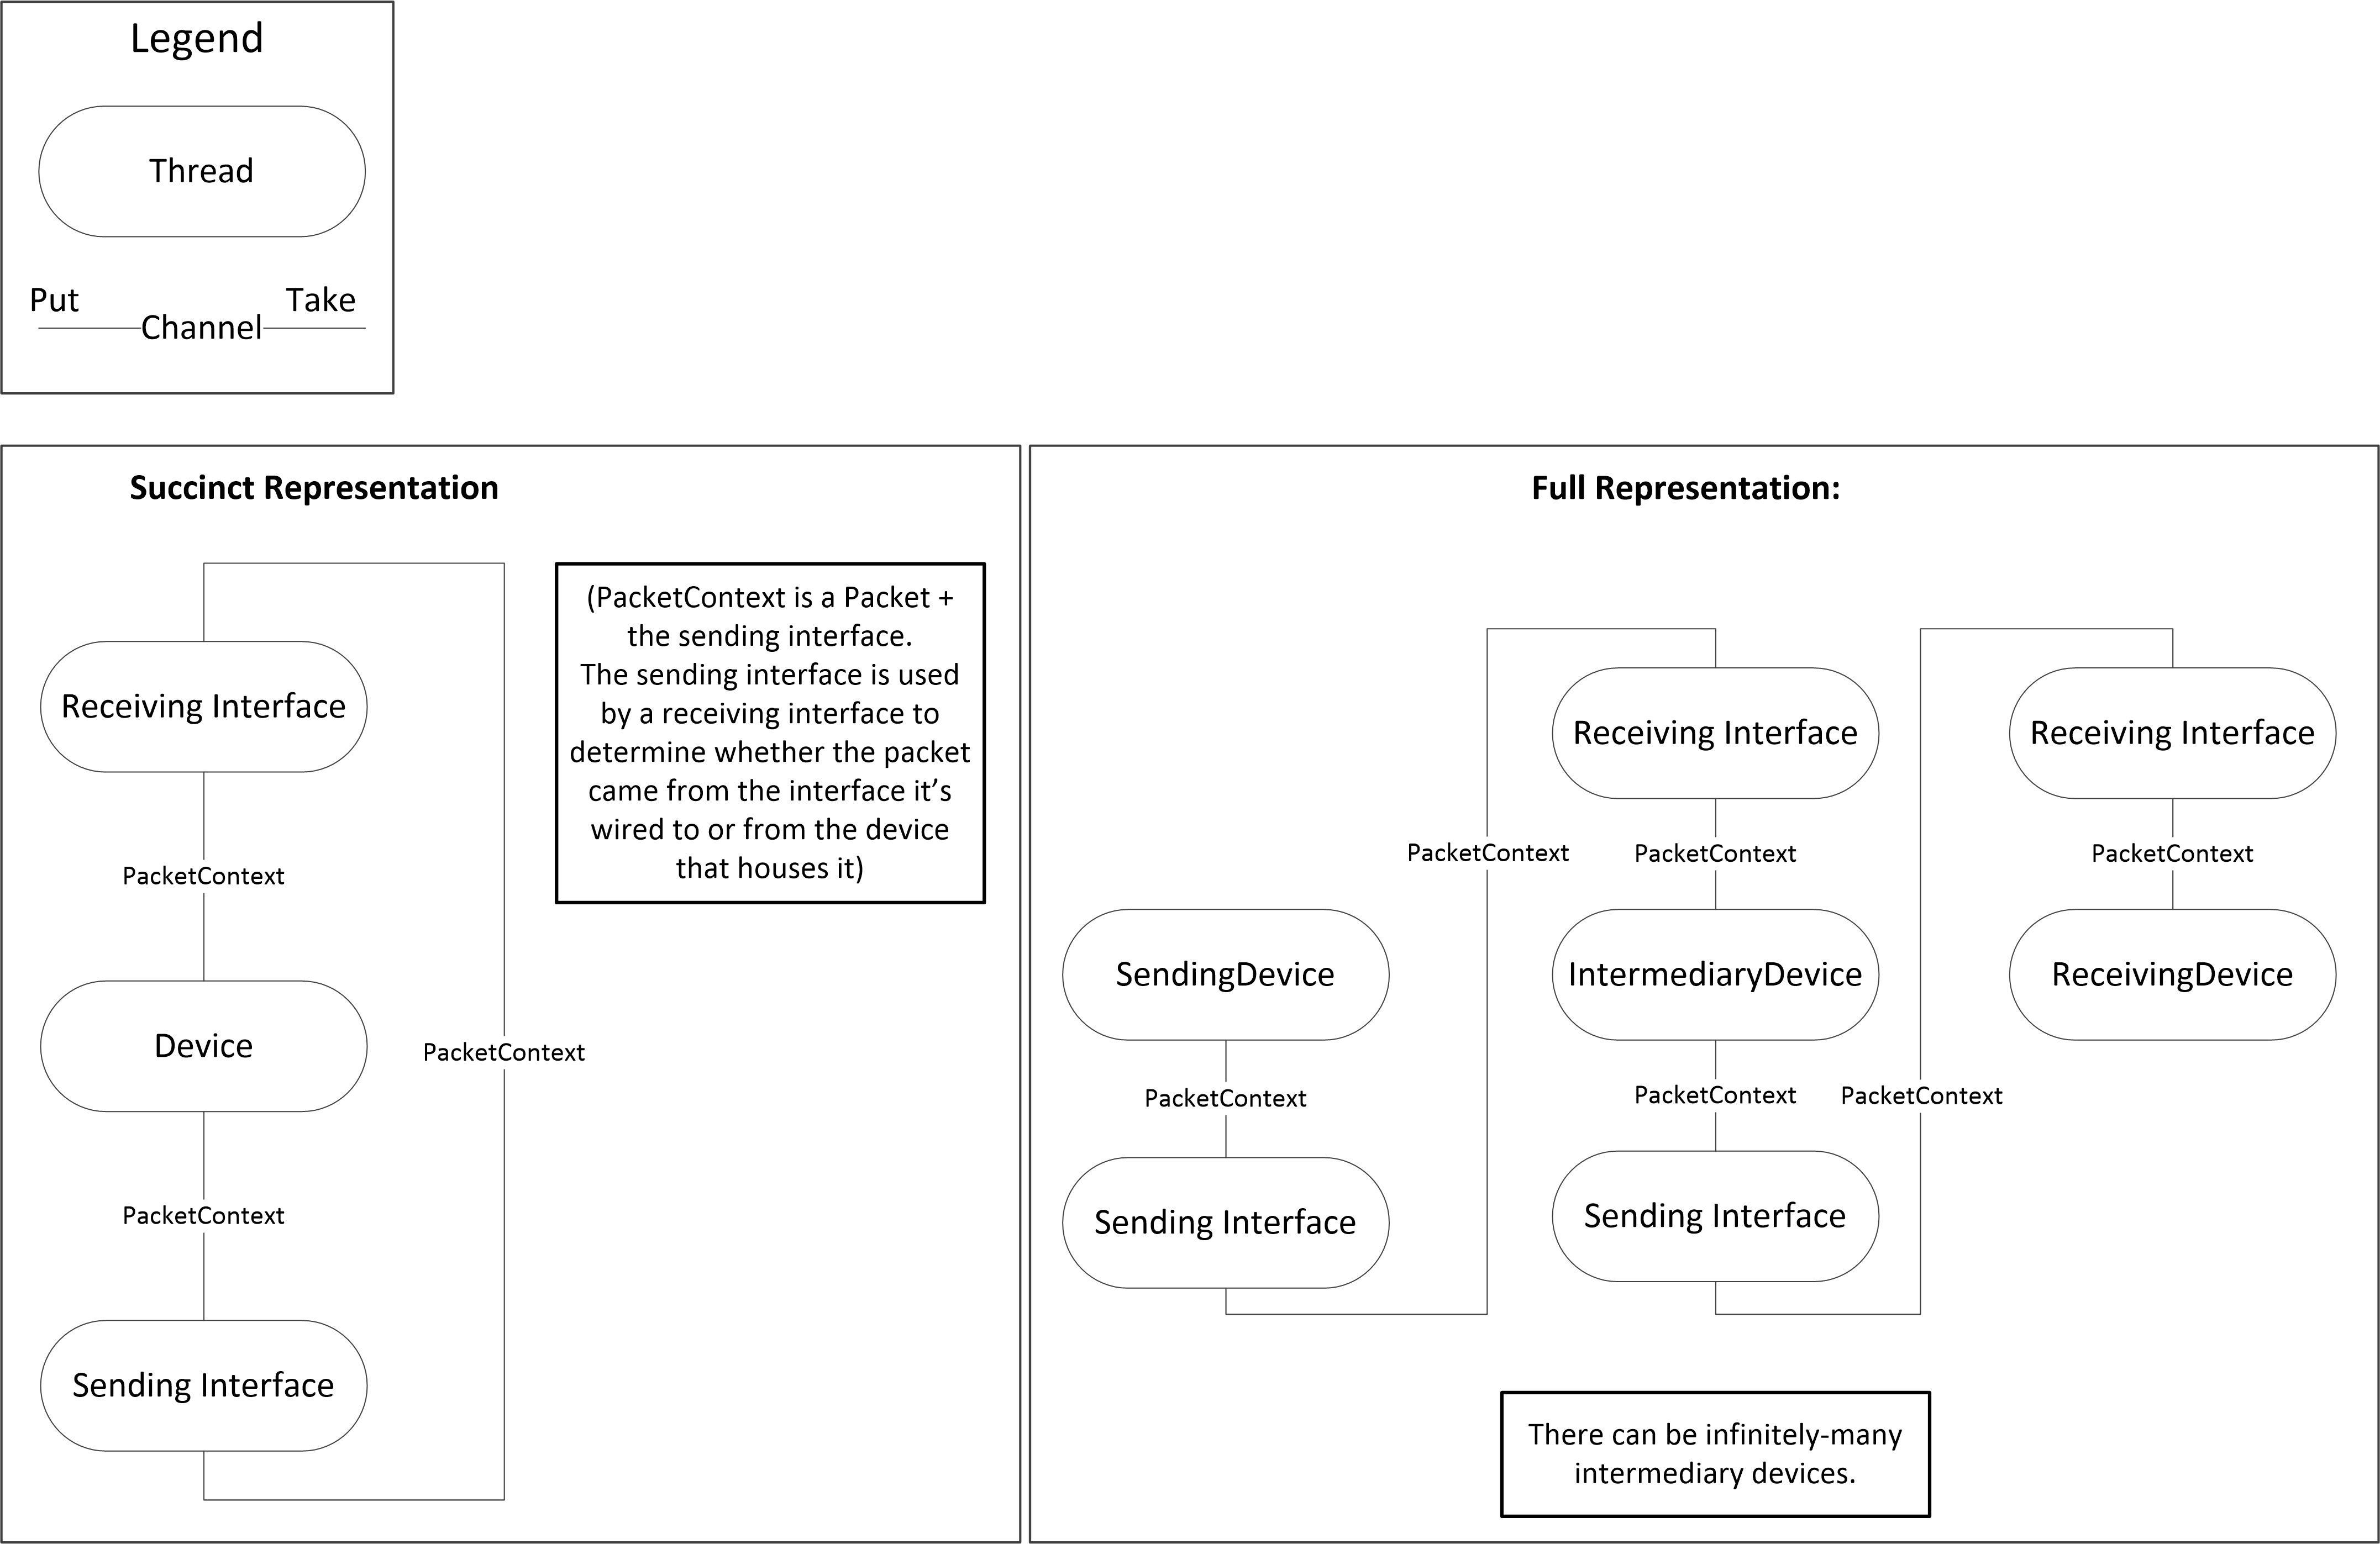 Legend
Thread
Put
Take
Channel
Succinct Representation
Receiving Interface
PacketContext
Device
PacketContext
PacketContext
Sending Interface
(PacketContext is a Packet +
the sending interface.
The sending interface is used
by a receiving interface to
determine whether the packet
came from the interface it’s
wired to or from the device
that houses it)
Full Representation:
SendingDevice
PacketContext
Sending Interface
PacketContext
Receiving Interface
PacketContext
IntermediaryDevice
PacketContext
Sending Interface
PacketContext
Receiving Interface
PacketContext
ReceivingDevice
There can be infinitely-many
intermediary devices.